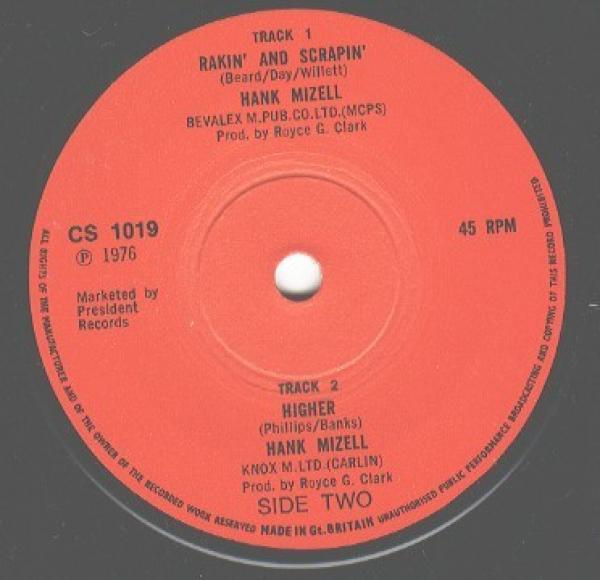 TRACK 1
RAKIN' AND SCRAPIN'
(Beard/Day/Willett)
HANK MIZELL
BEVALEX M.PUB.CO.LTD.(MCPS)
Prod. by Royce G. Clark
CS 1019
Ⓟ 1976
45 RPM
Marketed by
President
Records
TRACK 2
HIGHER
(Phillips/Banks)
HANK MIZELL
KNOX M.LTD.(CARLIN)
Prod. by Royce G. Clark
SIDE TWO
ALL RIGHTS OF THE MANUFACTURER AND OF THE OWNER OF THE RECORDED WORK RESERVED MADE IN Gt. BRITAIN UNAUTHORISED PUBLIC PERFORMANCE BROADCASTING AND COPYING OF THIS RECORD PROHIBITED